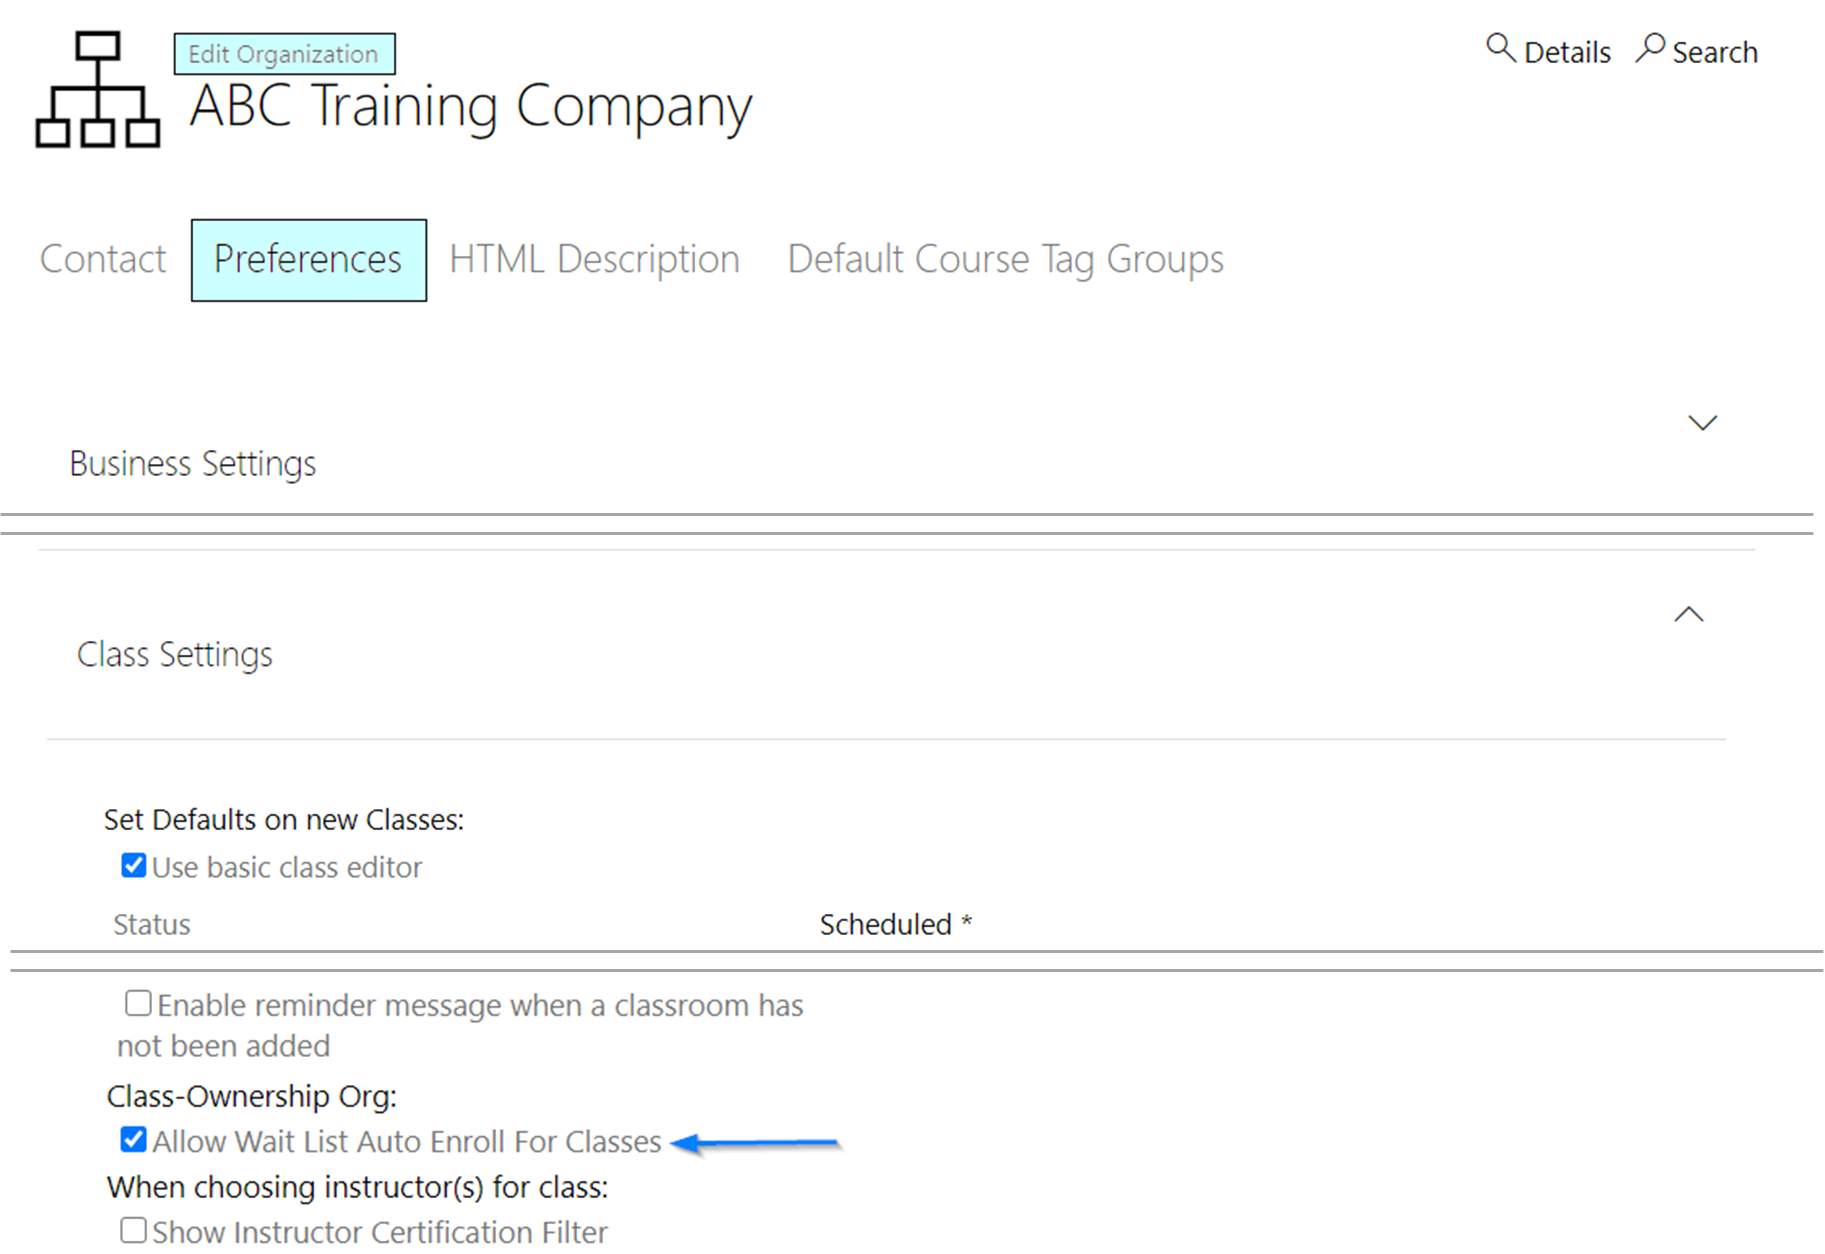 Edit Organization
Details Search
ABC Training Company
Contact Preferences HTML Description Default Course Tag Groups
Business Settings
Class Settings
Set Defaults on new Classes:
Use basic class editor
Status Scheduled *
Enable reminder message when a classroom has
not been added
Class-Ownership Org:
Allow Wait List Auto Enroll For Classes
When choosing instructor(s) for class:
Show Instructor Certification Filter